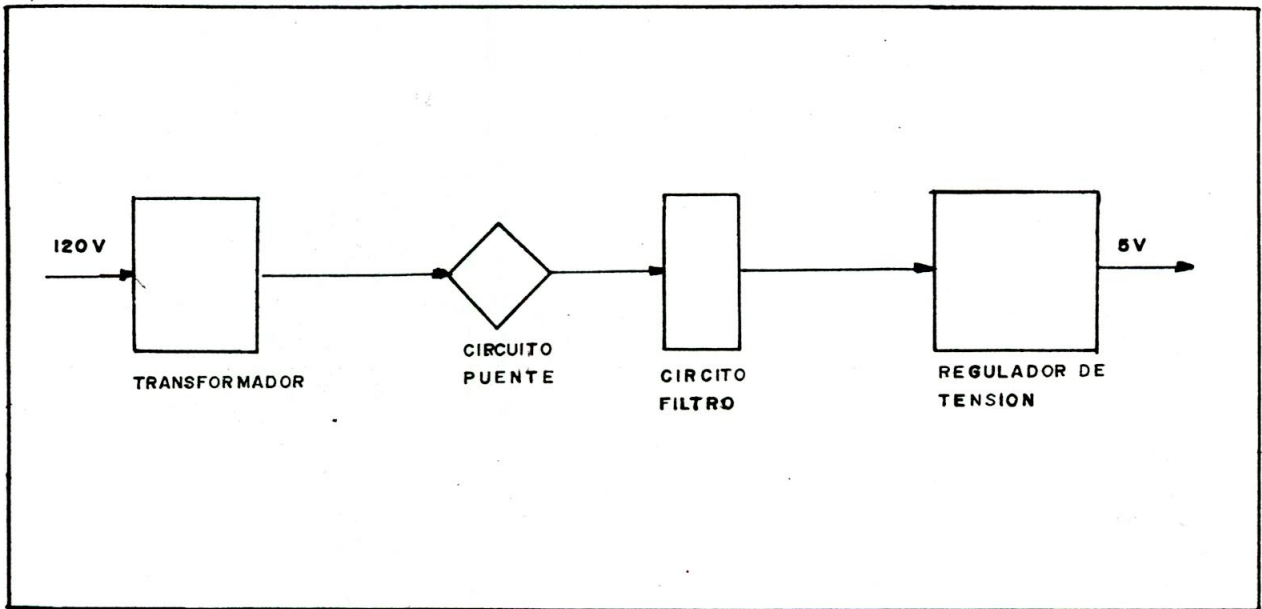 120V
TRANSFORMADOR
CIRCUITO
PUENTE
CIRCITO
FILTRO
REGULADOR DE
TENSION
5V